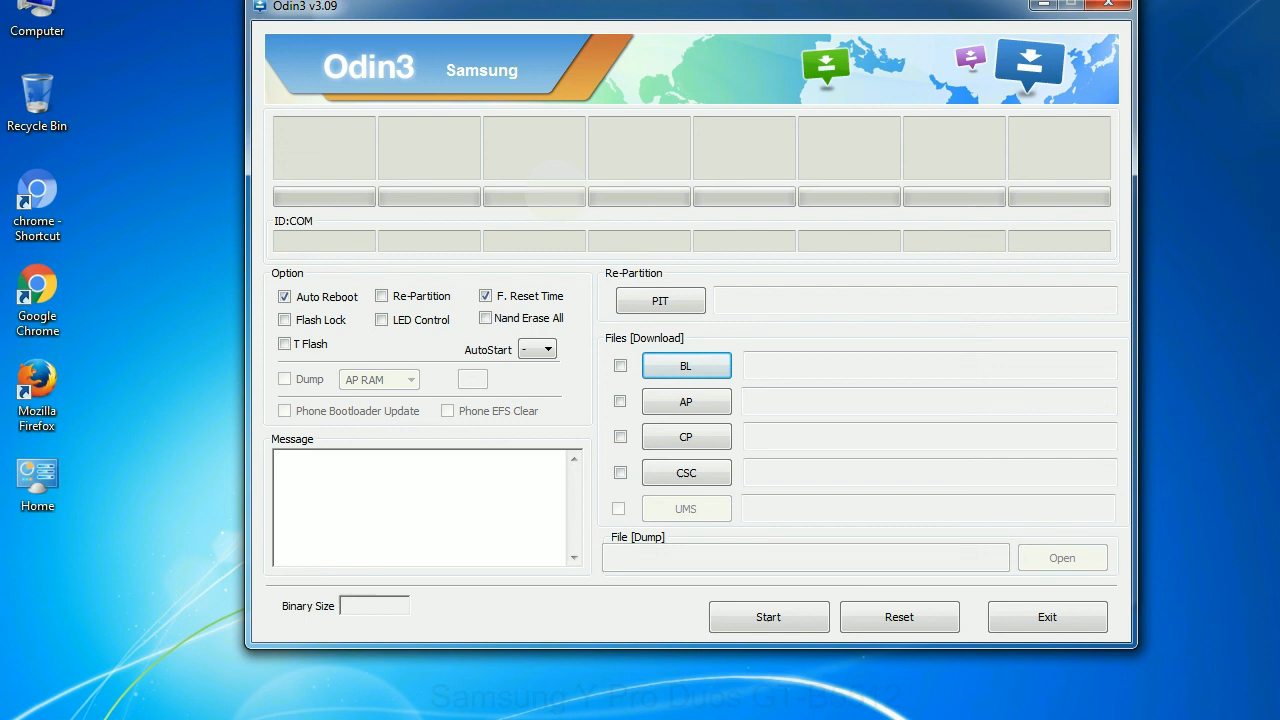 Computer
Recycle Bin
chrome -
Shortcut
Google
Chrome
Mozilla
Firefox
Home
Odin3 v3.09
Odin3 Samsung
ID:COM
Option
Auto Reboot Re-Partition F. Reset Time
Flash Lock LED Control Nand Erase All
T Flash
AutoStart -
Dump AP RAM
Phone Bootloader Update Phone EFS Clear
Message
Re-Partition
PIT
Files [Download]
BL
AP
CP
CSC
UMS
File [Dump]
Open
Binary Size
Start Reset Exit
Samsung Y Pro Duos